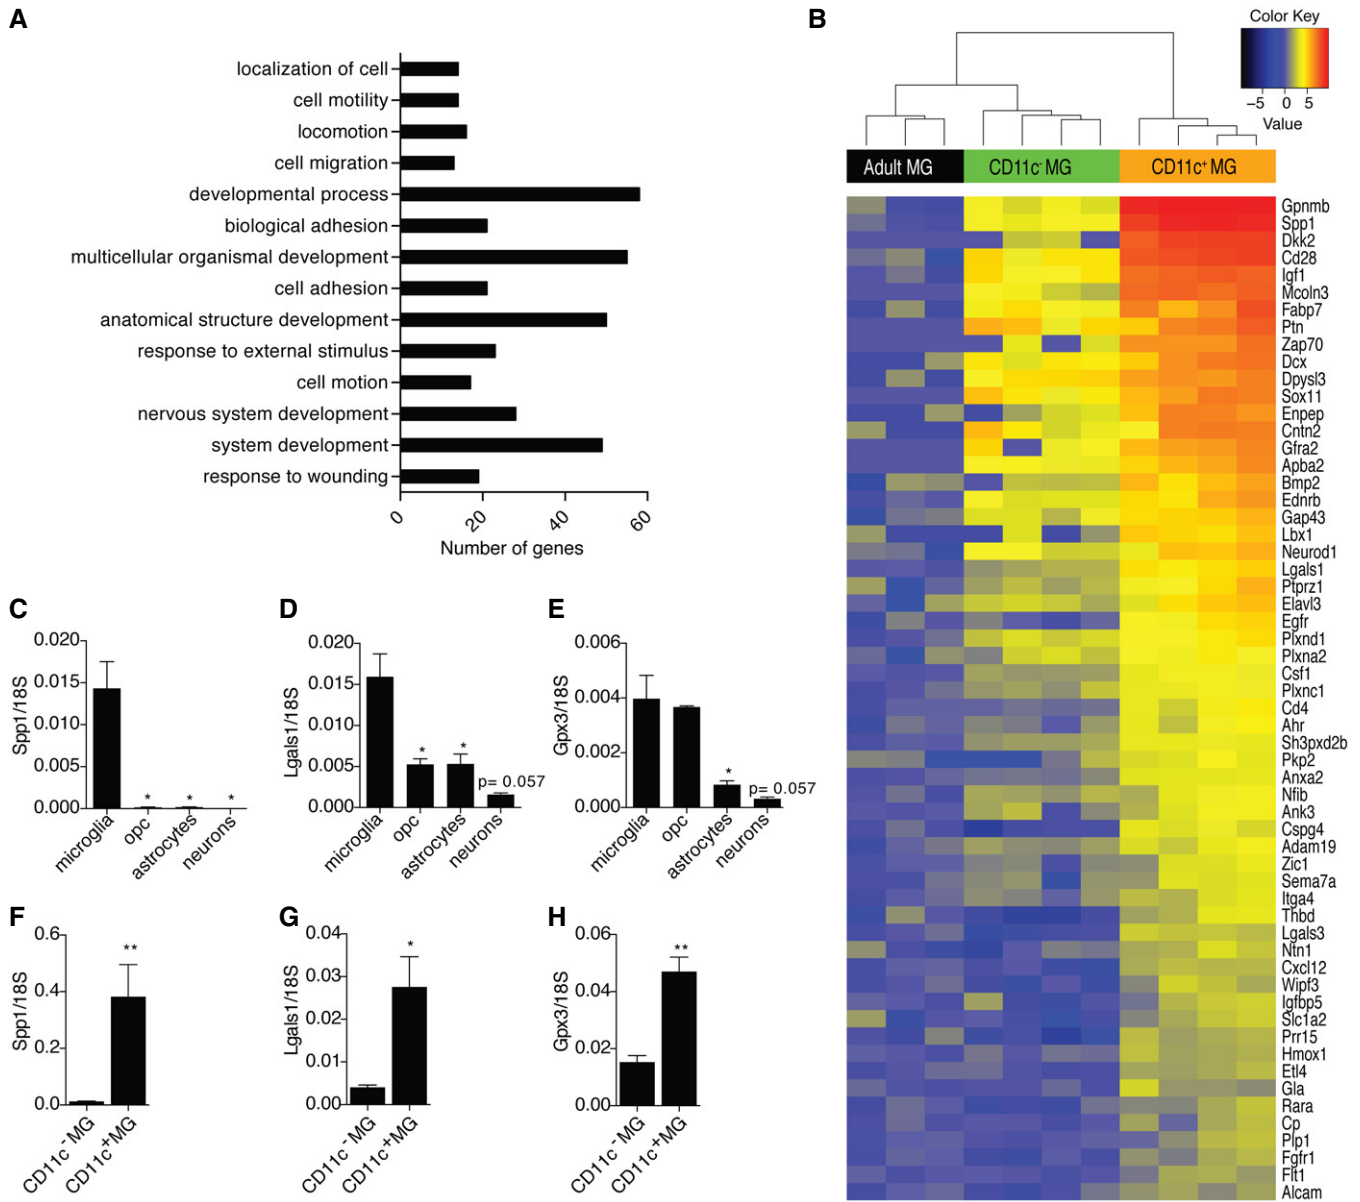 A
localization of cell
cell motility
locomotion
cell migration
developmental process
biological adhesion
multicellular organismal development
cell adhesion
anatomical structure development
response to external stimulus
cell motion
nervous system development
system development
response to wounding
0 20 40 60
Number of genes
B
Color Key
−5 0 5
Value
Adult MG CD11c⁻ MG CD11c⁺ MG
Gpnmb
Spp1
Dkk2
Cd28
Igf1
Mcoln3
Fabp7
Ptn
Zap70
Dcx
Dpysl3
Sox11
Enpep
Cntn2
Gfra2
Apba2
Bmp2
Ednrb
Gap43
Lbx1
Neurod1
Lgals1
Ptprz1
Elavl3
Egfr
Plxnd1
Plxna2
Csf1
Plxnc1
Cd4
Ahr
Sh3pxd2b
Pkp2
Anxa2
Nfib
Ank3
Cspg4
Adam19
Zic1
Sema7a
Itga4
Thbd
Lgals3
Ntn1
Cxcl12
Wipf3
Igfbp5
Slc1a2
Prr15
Hmox1
Etl4
Gla
Rara
Cp
Plp1
Fgfr1
Flt1
Alcam
C
Spp1/18S
0.020
0.015
0.010
0.005
0.000
* * *
microglia opc astrocytes neurons
D
Lgals1/18S
0.020
0.015
0.010
0.005
0.000
* * p= 0.057
microglia opc astrocytes neurons
E
Gpx3/18S
0.006
0.004
0.002
0.000
* p= 0.057
microglia opc astrocytes neurons
F
Spp1/18S
0.6
0.4
0.2
0.0
**
CD11c⁻MG CD11c⁺MG
G
Lgals1/18S
0.04
0.03
0.02
0.01
0.00
*
CD11c⁻MG CD11c⁺MG
H
Gpx3/18S
0.06
0.04
0.02
0.00
**
CD11c⁻MG CD11c⁺MG